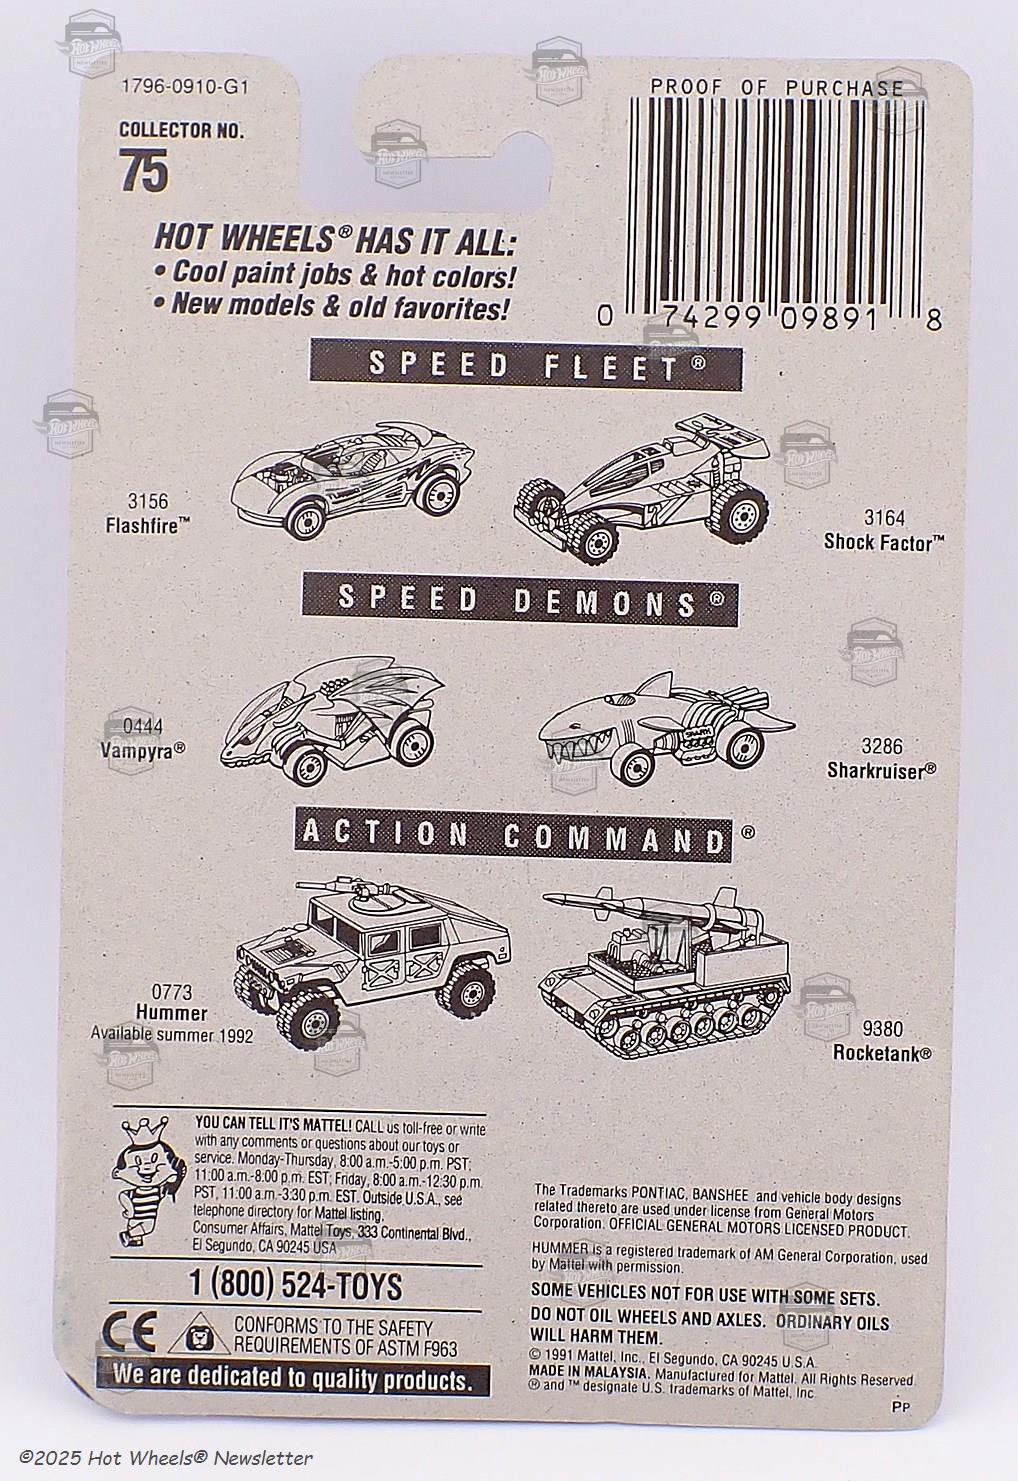 1796-0910-G1
COLLECTOR NO.
75
PROOF OF PURCHASE
0 74299 09891 8
HOT WHEELS® HAS IT ALL:
• Cool paint jobs & hot colors!
• New models & old favorites!
SPEED FLEET®
3156
Flashfire™
3164
Shock Factor™
SPEED DEMONS®
0444
Vampyra®
3286
Sharkruiser®
ACTION COMMAND®
0773
Hummer
Available summer 1992
9380
Rocketank®
YOU CAN TELL IT'S MATTEL! CALL us toll-free or write
with any comments or questions about our toys or
service. Monday-Thursday, 8:00 a.m.-5:00 p.m. PST,
11:00 a.m.-8:00 p.m. EST; Friday, 8:00 a.m.-12:30 p.m.
PST, 11:00 a.m.-3:30 p.m. EST. Outside U.S.A., see
telephone directory for Mattel listing.
Consumer Affairs, Mattel Toys, 333 Continental Blvd.,
El Segundo, CA 90245 USA
1 (800) 524-TOYS
CE
CONFORMS TO THE SAFETY
REQUIREMENTS OF ASTM F963
We are dedicated to quality products.
The Trademarks PONTIAC, BANSHEE and vehicle body designs
related thereto are used under license from General Motors
Corporation. OFFICIAL GENERAL MOTORS LICENSED PRODUCT.
HUMMER is a registered trademark of AM General Corporation, used
by Mattel with permission.
SOME VEHICLES NOT FOR USE WITH SOME SETS.
DO NOT OIL WHEELS AND AXLES. ORDINARY OILS
WILL HARM THEM.
© 1991 Mattel, Inc., El Segundo, CA 90245 U.S.A.
MADE IN MALAYSIA. Manufactured for Mattel. All Rights Reserved.
® and ™ designate U.S. trademarks of Mattel, Inc.
PP
©2025 Hot Wheels® Newsletter